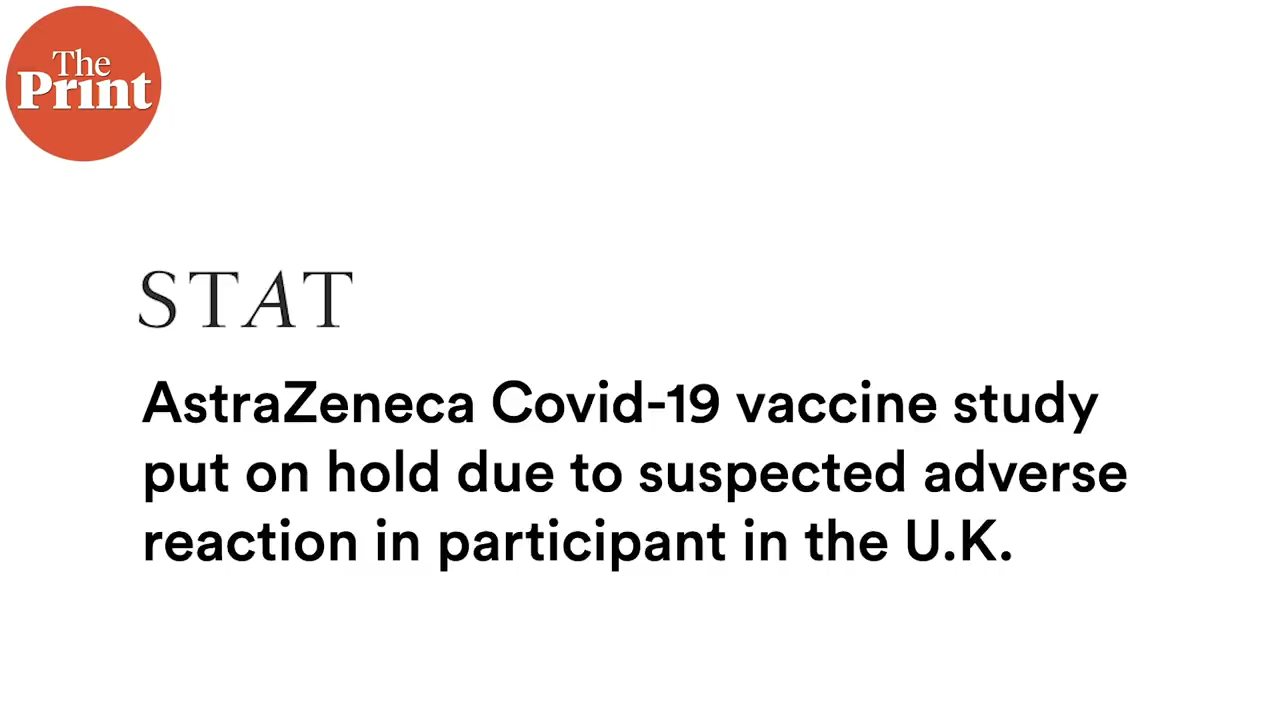 The
Print
STAT
AstraZeneca Covid-19 vaccine study
put on hold due to suspected adverse
reaction in participant in the U.K.